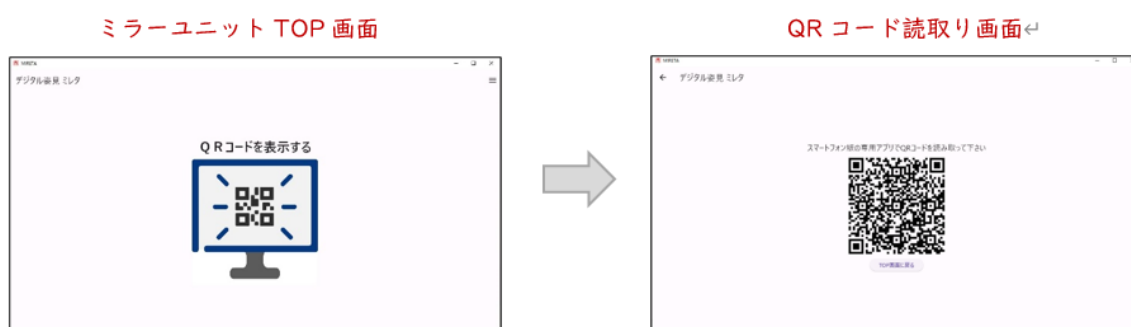 ミラーユニット TOP 画面
MIRETA
デジタル姿見 ミレタ
QRコードを表示する
QR コード読取り画面↵
MIRETA
デジタル姿見 ミレタ
スマートフォン側の専用アプリでQRコードを読み取って下さい
TOP画面に戻る